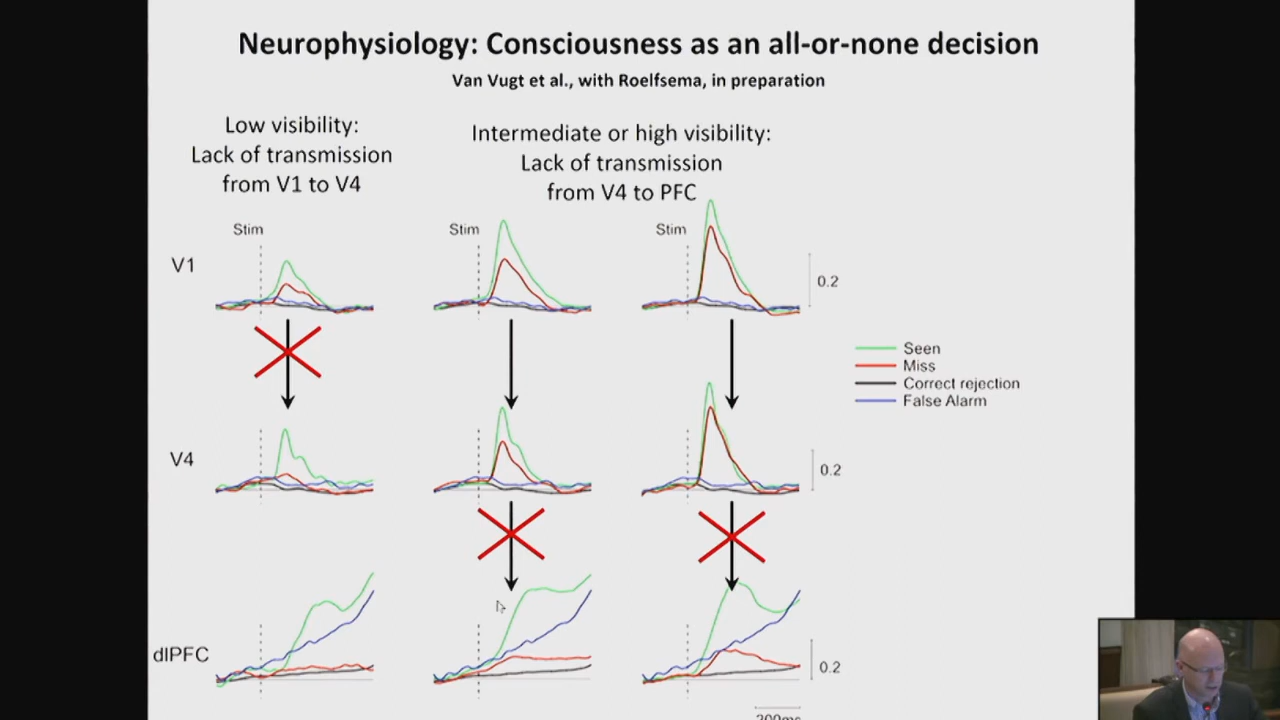 Neurophysiology: Consciousness as an all-or-none decision
Van Vugt et al., with Roelfsema, in preparation
Low visibility:
Lack of transmission
from V1 to V4
Intermediate or high visibility:
Lack of transmission
from V4 to PFC
Stim
Stim
Stim
V1
0.2
Seen
Miss
Correct rejection
False Alarm
V4
0.2
dlPFC
0.2
200ms